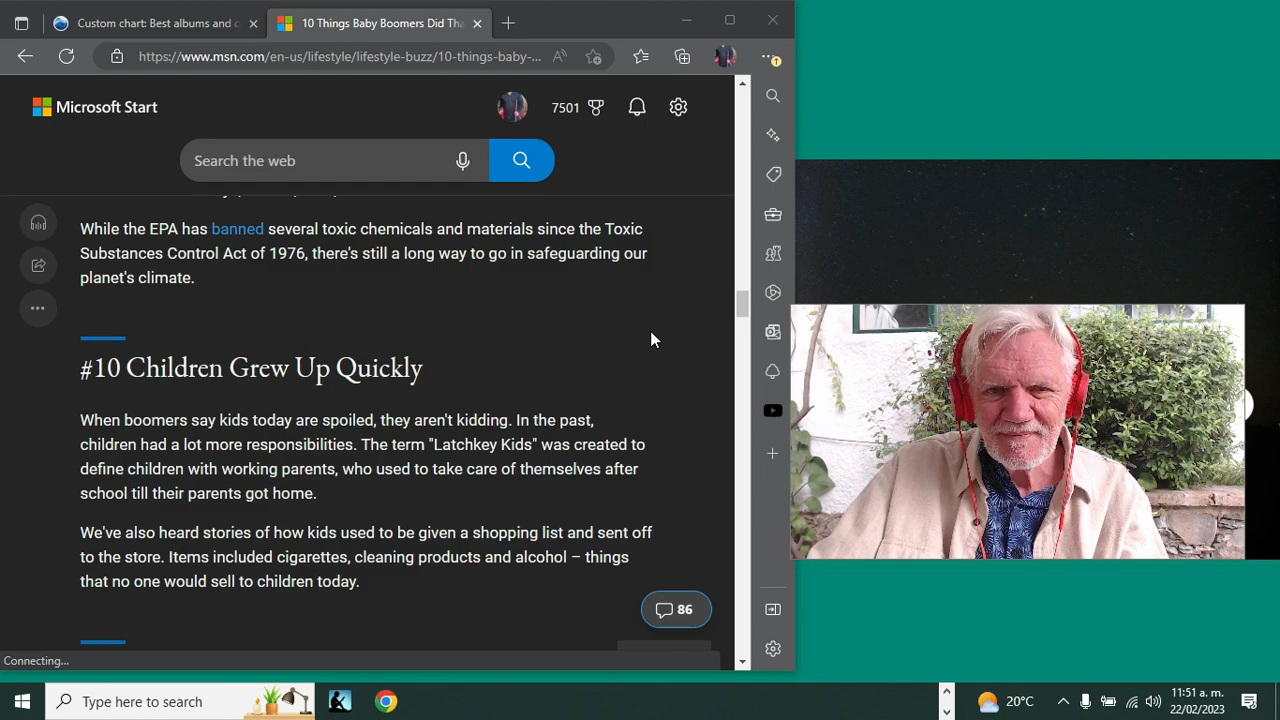 Custom chart: Best albums and c
10 Things Baby Boomers Did Tha
https://www.msn.com/en-us/lifestyle/lifestyle-buzz/10-things-baby-...
Microsoft Start
7501
Search the web
While the EPA has banned several toxic chemicals and materials since the Toxic
Substances Control Act of 1976, there's still a long way to go in safeguarding our
planet's climate.
#10 Children Grew Up Quickly
When boomers say kids today are spoiled, they aren't kidding. In the past,
children had a lot more responsibilities. The term "Latchkey Kids" was created to
define children with working parents, who used to take care of themselves after
school till their parents got home.
We've also heard stories of how kids used to be given a shopping list and sent off
to the store. Items included cigarettes, cleaning products and alcohol – things
that no one would sell to children today.
86
Connecting...
Type here to search
20°C
11:51 a. m.
22/02/2023